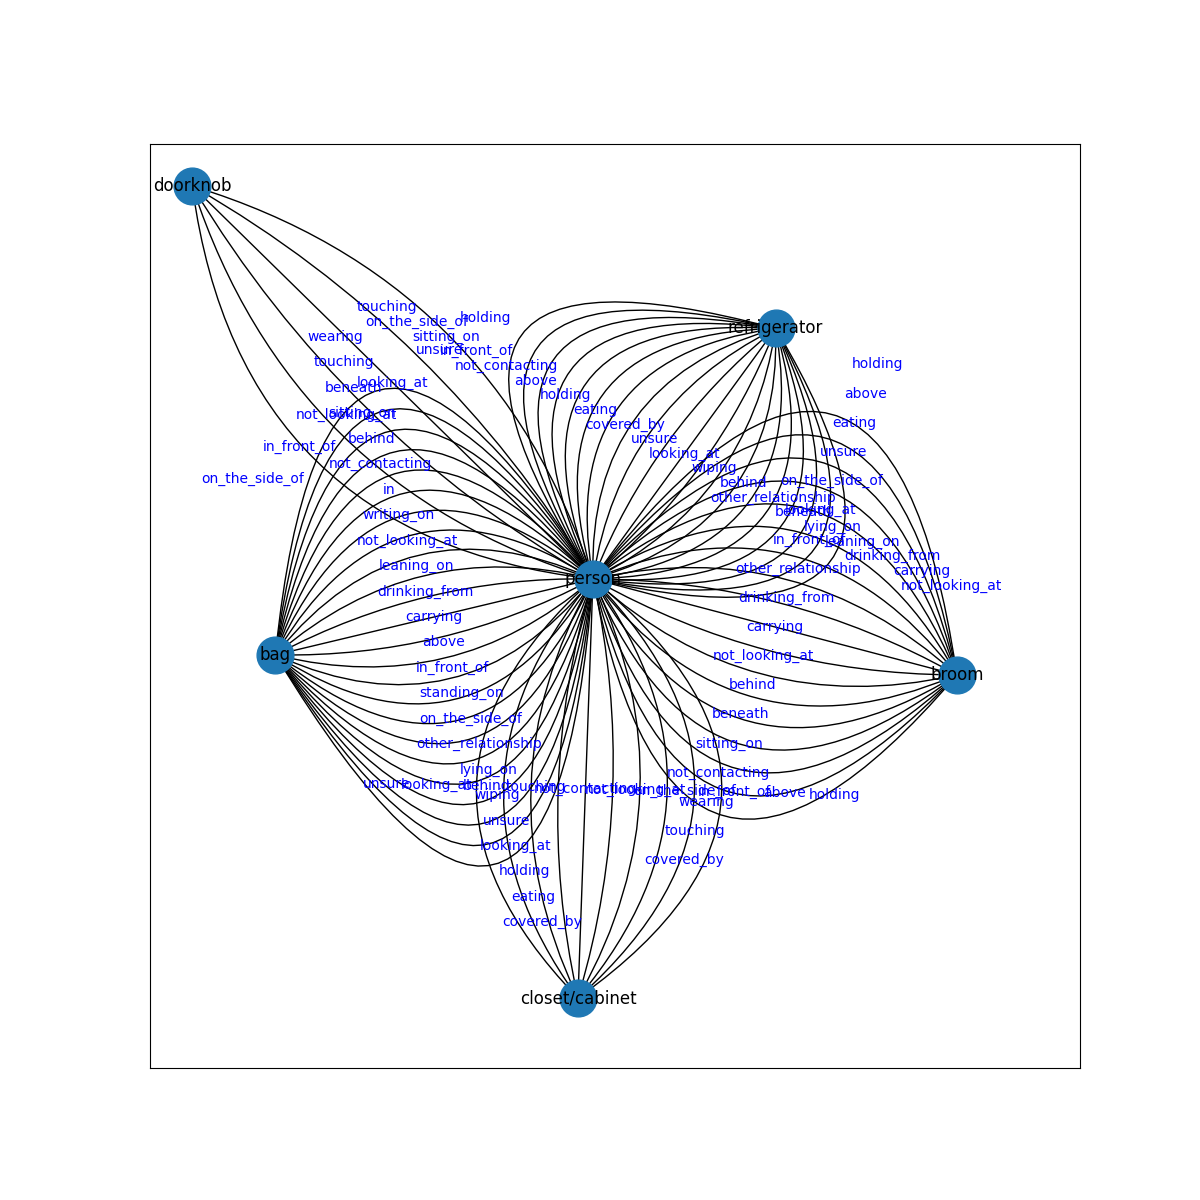 doorknob
touching
holding
on_the_side_of
refrigerator
wearing
sitting_on
unsure
in_front_of
touching
not_contacting
holding
looking_at
above
beneath
above
holding
not_looking_at
sitting_on
eating
eating
covered_by
behind
unsure
in_front_of
unsure
looking_at
not_contacting
wiping
on_the_side_of
behind
on_the_side_of
in
other_relationship
looking_at
beneath
writing_on
lying_on
not_looking_at
in_front_of
leaning_on
drinking_from
leaning_on
other_relationship
carrying
person
not_looking_at
drinking_from
drinking_from
carrying
carrying
above
bag
not_looking_at
in_front_of
broom
behind
standing_on
beneath
on_the_side_of
other_relationship
sitting_on
lying_on
not_contacting
unsure
looking_at
behind
touching
not_contacting
not_looking_at
on_the_side_of
in_front_of
above
holding
wiping
wearing
unsure
touching
looking_at
covered_by
holding
eating
covered_by
closet/cabinet